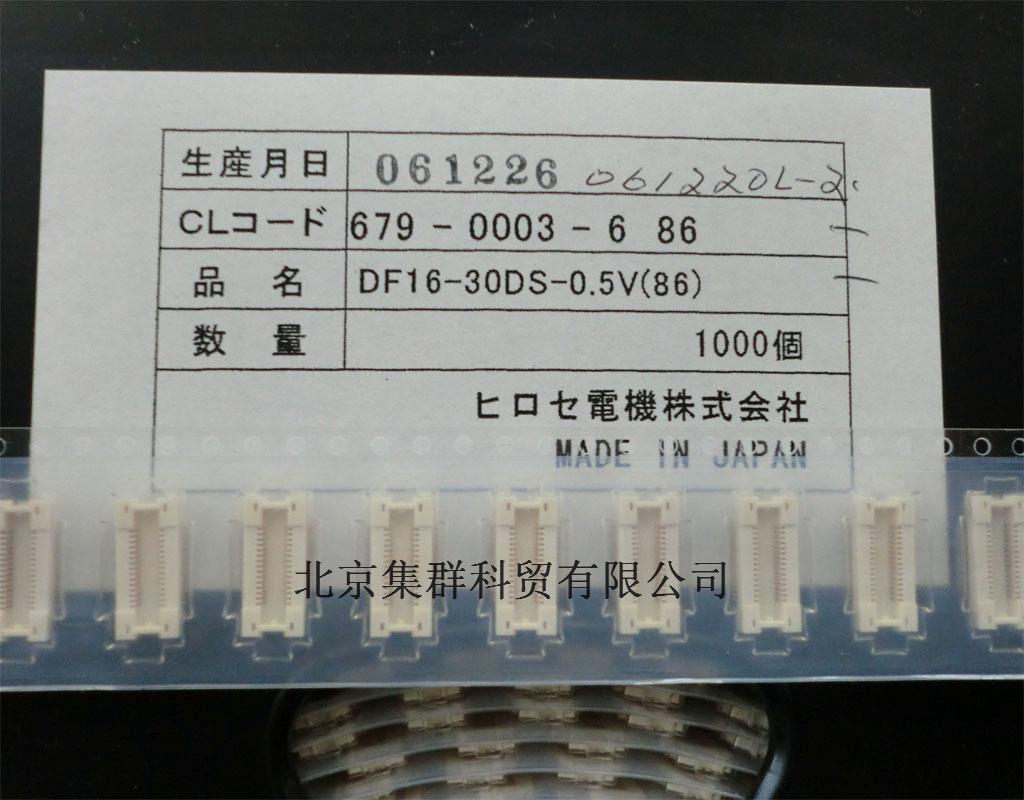 生産月日 061226 061220L-2.
CLコード 679-0003-6 86
品名 DF16-30DS-0.5V(86)
数量 1000個
ヒロセ電機株式会社
MADE IN JAPAN
北京集群科贸有限公司